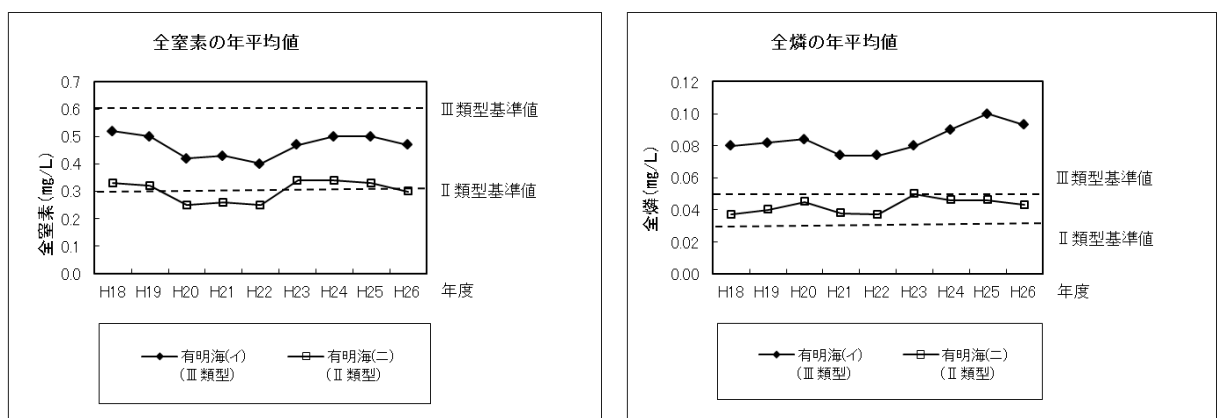 全窒素の年平均値
全窒素(㎎/L)
0.7
0.6
0.5
0.4
0.3
0.2
0.1
0.0
Ⅲ類型基準値
Ⅱ類型基準値
H18 H19 H20 H21 H22 H23 H24 H25 H26 年度
有明海(イ) 有明海(ニ)
(Ⅲ類型) (Ⅱ類型)
全燐の年平均値
全燐(㎎/L)
0.12
0.10
0.08
0.06
0.04
0.02
0.00
Ⅲ類型基準値
Ⅱ類型基準値
H18 H19 H20 H21 H22 H23 H24 H25 H26 年度
有明海(イ) 有明海(ニ)
(Ⅲ類型) (Ⅱ類型)